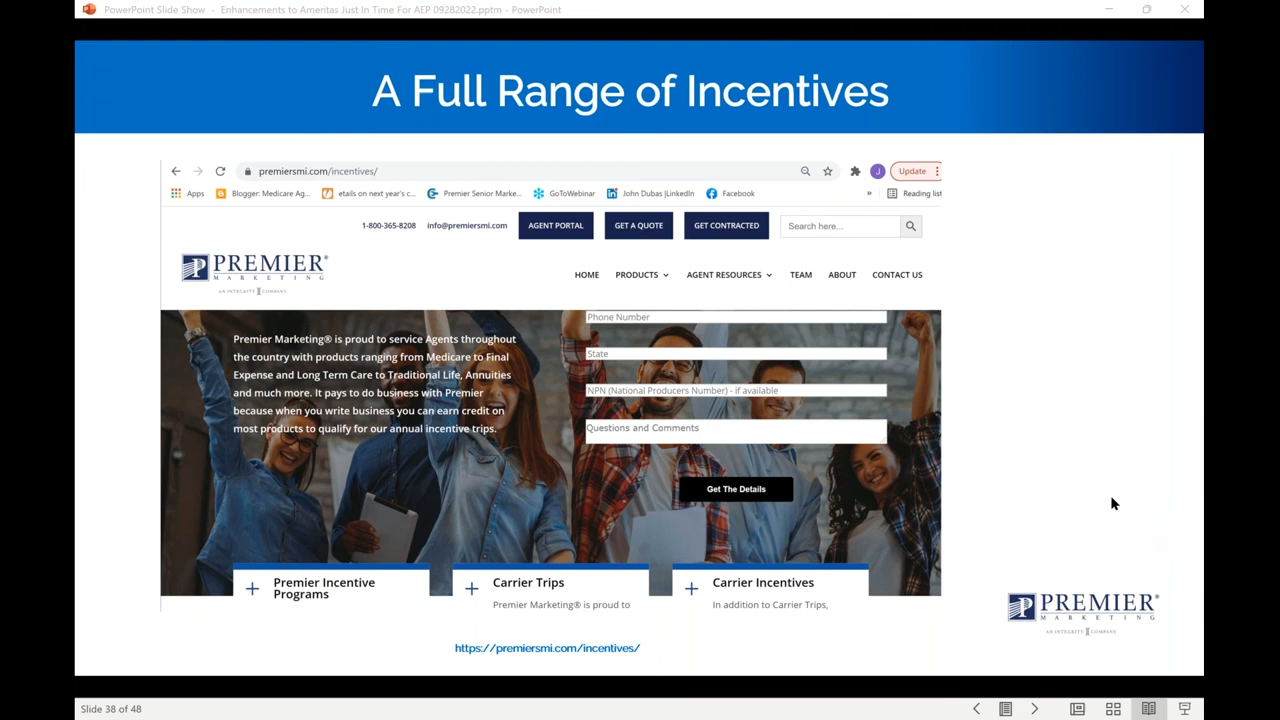 PowerPoint Slide Show - Enhancements to Ameritas Just In Time For AEP 09282022.pptm - PowerPoint
A Full Range of Incentives
premiersmi.com/incentives/
Update
Apps
Blogger: Medicare Ag...
etails on next year's c...
Premier Senior Marke...
GoToWebinar
John Dubas |LinkedIn
Facebook
»
Reading list
1-800-365-8208
info@premiersmi.com
AGENT PORTAL
GET A QUOTE
GET CONTRACTED
Search here...
PREMIER®
MARKETING
AN INTEGRITY COMPANY
HOME
PRODUCTS
AGENT RESOURCES
TEAM
ABOUT
CONTACT US
Premier Marketing® is proud to service Agents throughout
the country with products ranging from Medicare to Final
Expense and Long Term Care to Traditional Life, Annuities
and much more. It pays to do business with Premier
because when you write business you can earn credit on
most products to qualify for our annual incentive trips.
Phone Number
State
NPN (National Producers Number) - if available
Questions and Comments
Get The Details
Premier Incentive
Programs
Carrier Trips
Premier Marketing® is proud to
Carrier Incentives
In addition to Carrier Trips,
https://premiersmi.com/incentives/
PREMIER®
MARKETING
AN INTEGRITY COMPANY
Slide 38 of 48